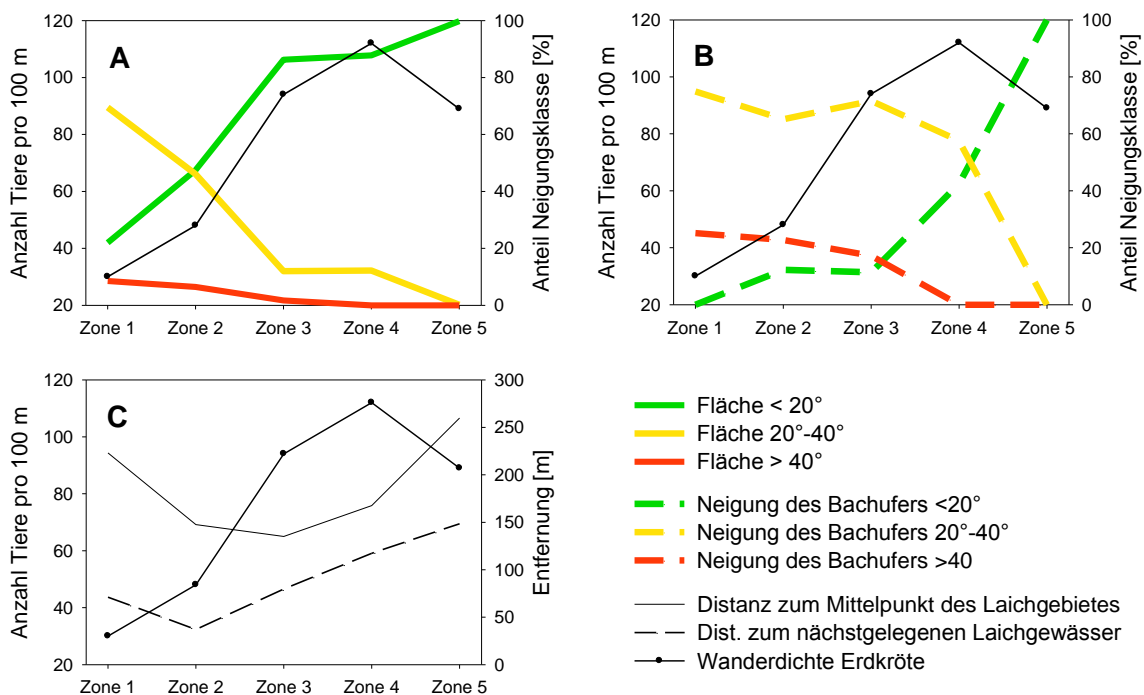 A
Anzahl Tiere pro 100 m
120
100
80
60
40
20
Anteil Neigungsklasse [%]
100
80
60
40
20
0
Zone 1 Zone 2 Zone 3 Zone 4 Zone 5
B
Anzahl Tiere pro 100 m
120
100
80
60
40
20
Anteil Neigungsklasse [%]
100
80
60
40
20
0
Zone 1 Zone 2 Zone 3 Zone 4 Zone 5
C
Anzahl Tiere pro 100 m
120
100
80
60
40
20
Entfernung [m]
300
250
200
150
100
50
0
Zone 1 Zone 2 Zone 3 Zone 4 Zone 5
Fläche < 20°
Fläche 20°-40°
Fläche > 40°
Neigung des Bachufers <20°
Neigung des Bachufers 20°-40°
Neigung des Bachufers >40
Distanz zum Mittelpunkt des Laichgebietes
Dist. zum nächstgelegenen Laichgewässer
Wanderdichte Erdkröte